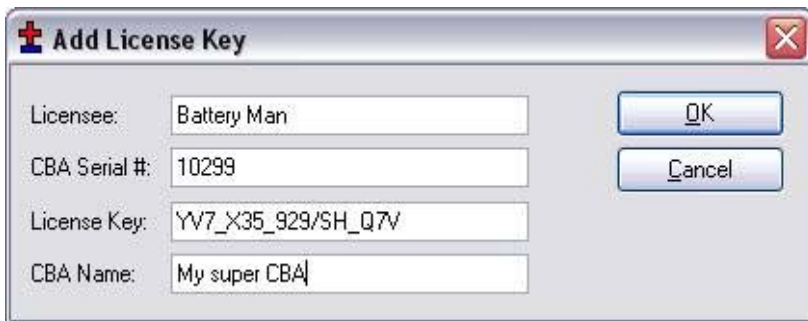 Add License Key
Licensee: Battery Man OK
CBA Serial #: 10299 Cancel
License Key: YV7_X35_929/SH_Q7V
CBA Name: My super CBA